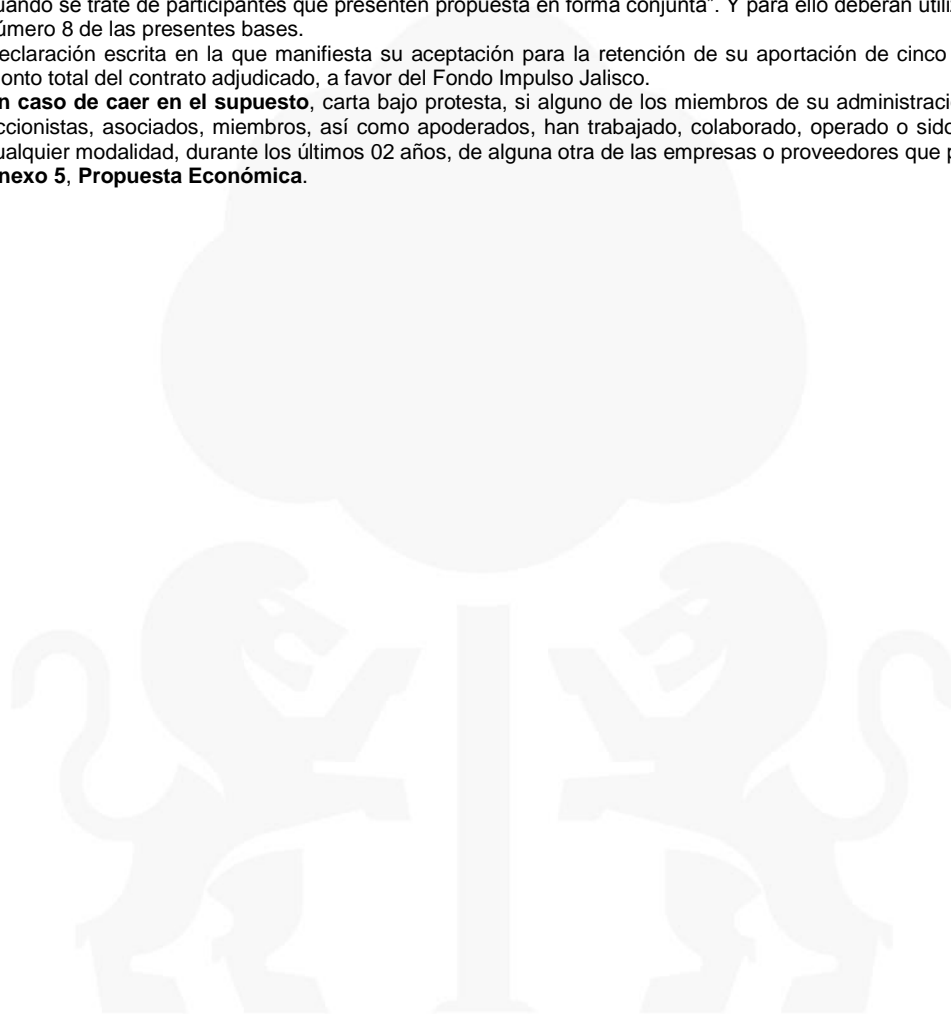 uando se trate de participantes que presenten propuesta en forma conjunta". Y para ello deberán utiliz
úmero 8 de las presentes bases.
eclaración escrita en la que manifiesta su aceptación para la retención de su aportación de cinco
onto total del contrato adjudicado, a favor del Fondo Impulso Jalisco.
n caso de caer en el supuesto, carta bajo protesta, si alguno de los miembros de su administraci
ccionistas, asociados, miembros, así como apoderados, han trabajado, colaborado, operado o sido
ualquier modalidad, durante los últimos 02 años, de alguna otra de las empresas o proveedores que p
nexo 5, Propuesta Económica.